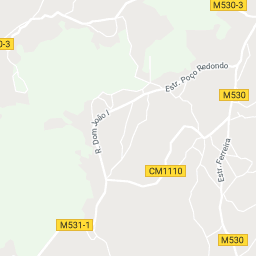 M530-3
0-3
Estr. Poço Redondo
M530
R. Dom João I
CM1110
Estr. Ferreira
M531-1
M530